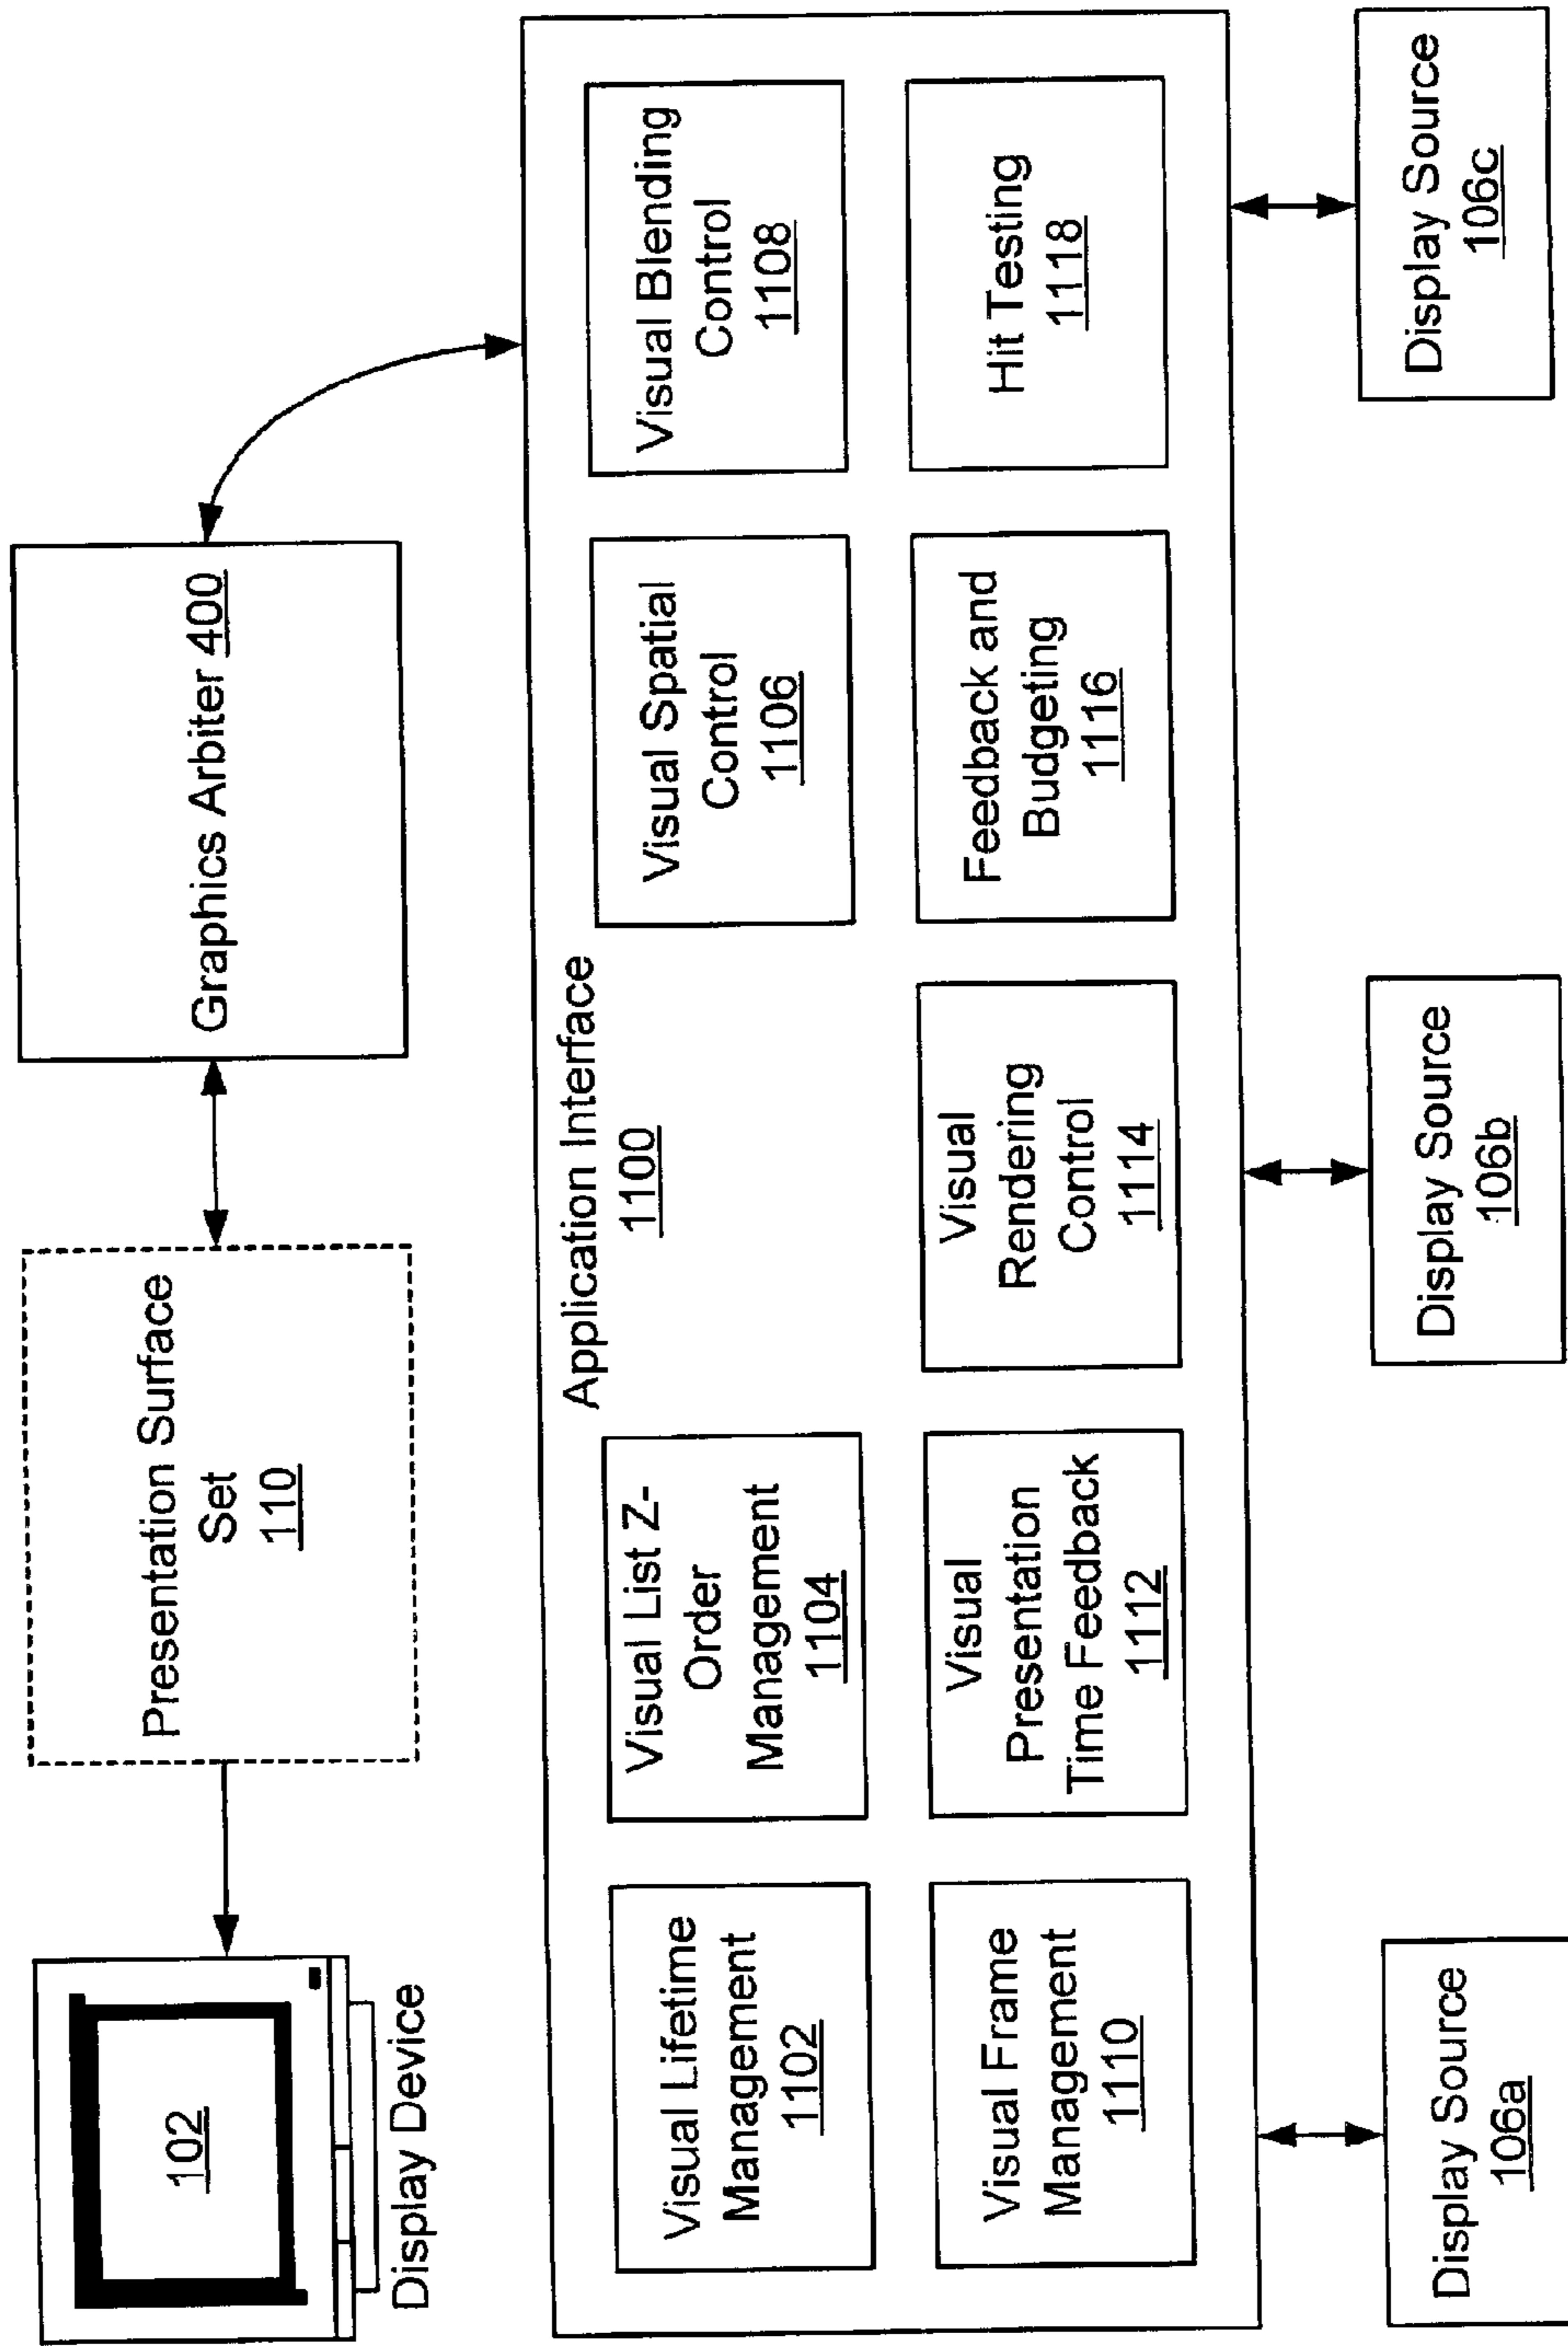 102
Display Device
Presentation Surface
Set
110
Graphics Arbiter 400
Application Interface
1100
Visual Lifetime
Management
1102
Visual List Z-
Order
Management
1104
Visual Spatial
Control
1106
Visual Blending
Control
1108
Visual Frame
Management
1110
Visual
Presentation
Time Feedback
1112
Visual
Rendering
Control
1114
Feedback and
Budgeting
1116
Hit Testing
1118
Display Source
106a
Display Source
106b
Display Source
106c